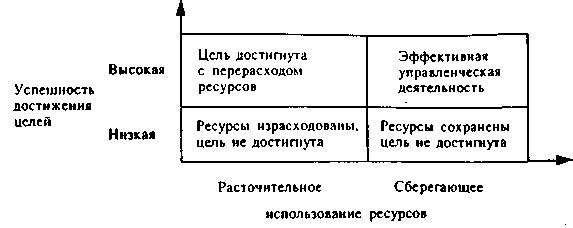 Успешность
достижения
целей
Высокая
Цель достигнута
с перерасходом
ресурсов
Эффективная
управленческая
деятельность
Низкая
Ресурсы израсходованы,
цель не достигнута
Ресурсы сохранены
цель не достигнута
Расточительное
Сберегающее
использование ресурсов